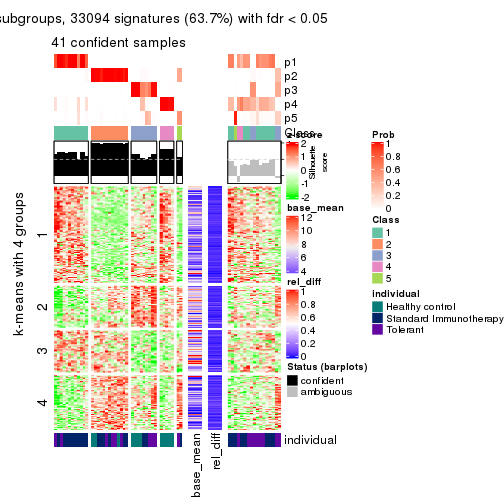 subgroups, 33094 signatures (63.7%) with fdr < 0.05
41 confident samples
p1
p2
p3
p4
p5
Class
Silhouette
score
k-means with 4 groups
1
2
3
4
base_mean
rel_diff
individual
z-score
2
1
0
-1
-2
base_mean
12
10
8
6
4
rel_diff
1
0.8
0.6
0.4
0.2
0
Status (barplots)
confident
ambiguous
Prob
1
0.8
0.6
0.4
0.2
0
Class
1
2
3
4
5
individual
Healthy control
Standard Immunotherapy
Tolerant